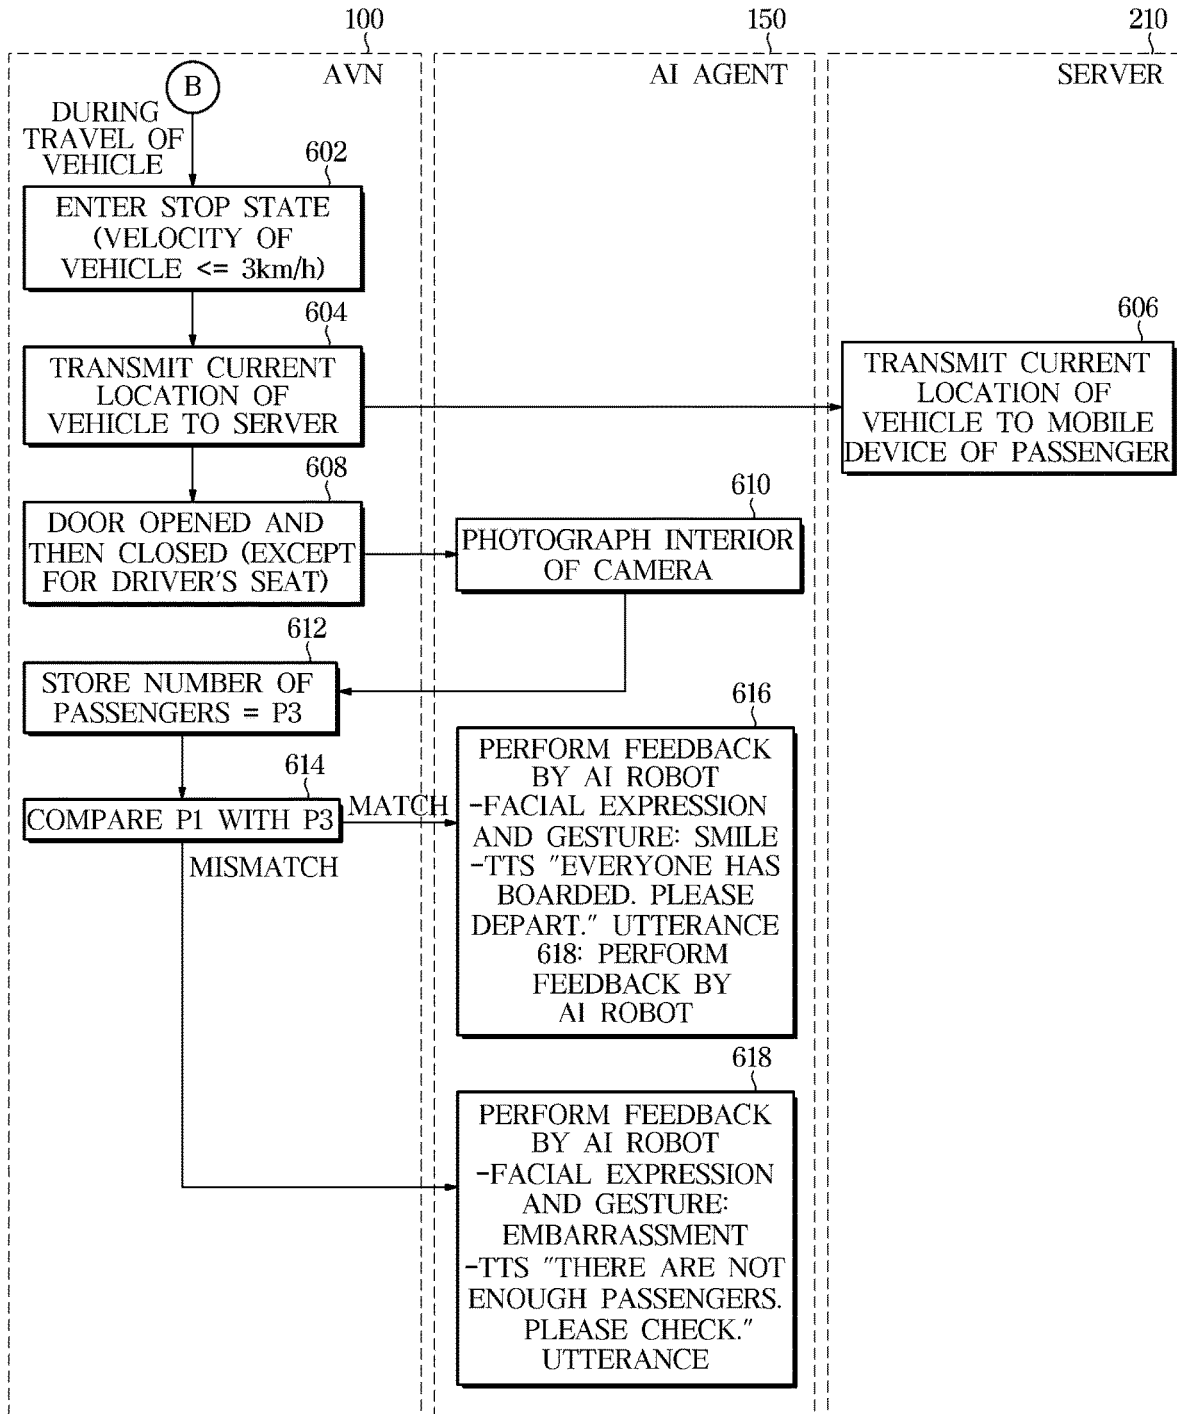 100
150
210
AVN
AI AGENT
SERVER
B
DURING
TRAVEL OF
VEHICLE
602
ENTER STOP STATE
(VELOCITY OF
VEHICLE <= 3km/h)
604
TRANSMIT CURRENT
LOCATION OF
VEHICLE TO SERVER
606
TRANSMIT CURRENT
LOCATION OF
VEHICLE TO MOBILE
DEVICE OF PASSENGER
608
DOOR OPENED AND
THEN CLOSED (EXCEPT
FOR DRIVER'S SEAT)
610
PHOTOGRAPH INTERIOR
OF CAMERA
612
STORE NUMBER OF
PASSENGERS = P3
614
COMPARE P1 WITH P3
MATCH
MISMATCH
616
PERFORM FEEDBACK
BY AI ROBOT
-FACIAL EXPRESSION
AND GESTURE: SMILE
-TTS "EVERYONE HAS
BOARDED. PLEASE
DEPART." UTTERANCE
618: PERFORM
FEEDBACK BY
AI ROBOT
618
PERFORM FEEDBACK
BY AI ROBOT
-FACIAL EXPRESSION
AND GESTURE:
EMBARRASSMENT
-TTS "THERE ARE NOT
ENOUGH PASSENGERS.
PLEASE CHECK."
UTTERANCE